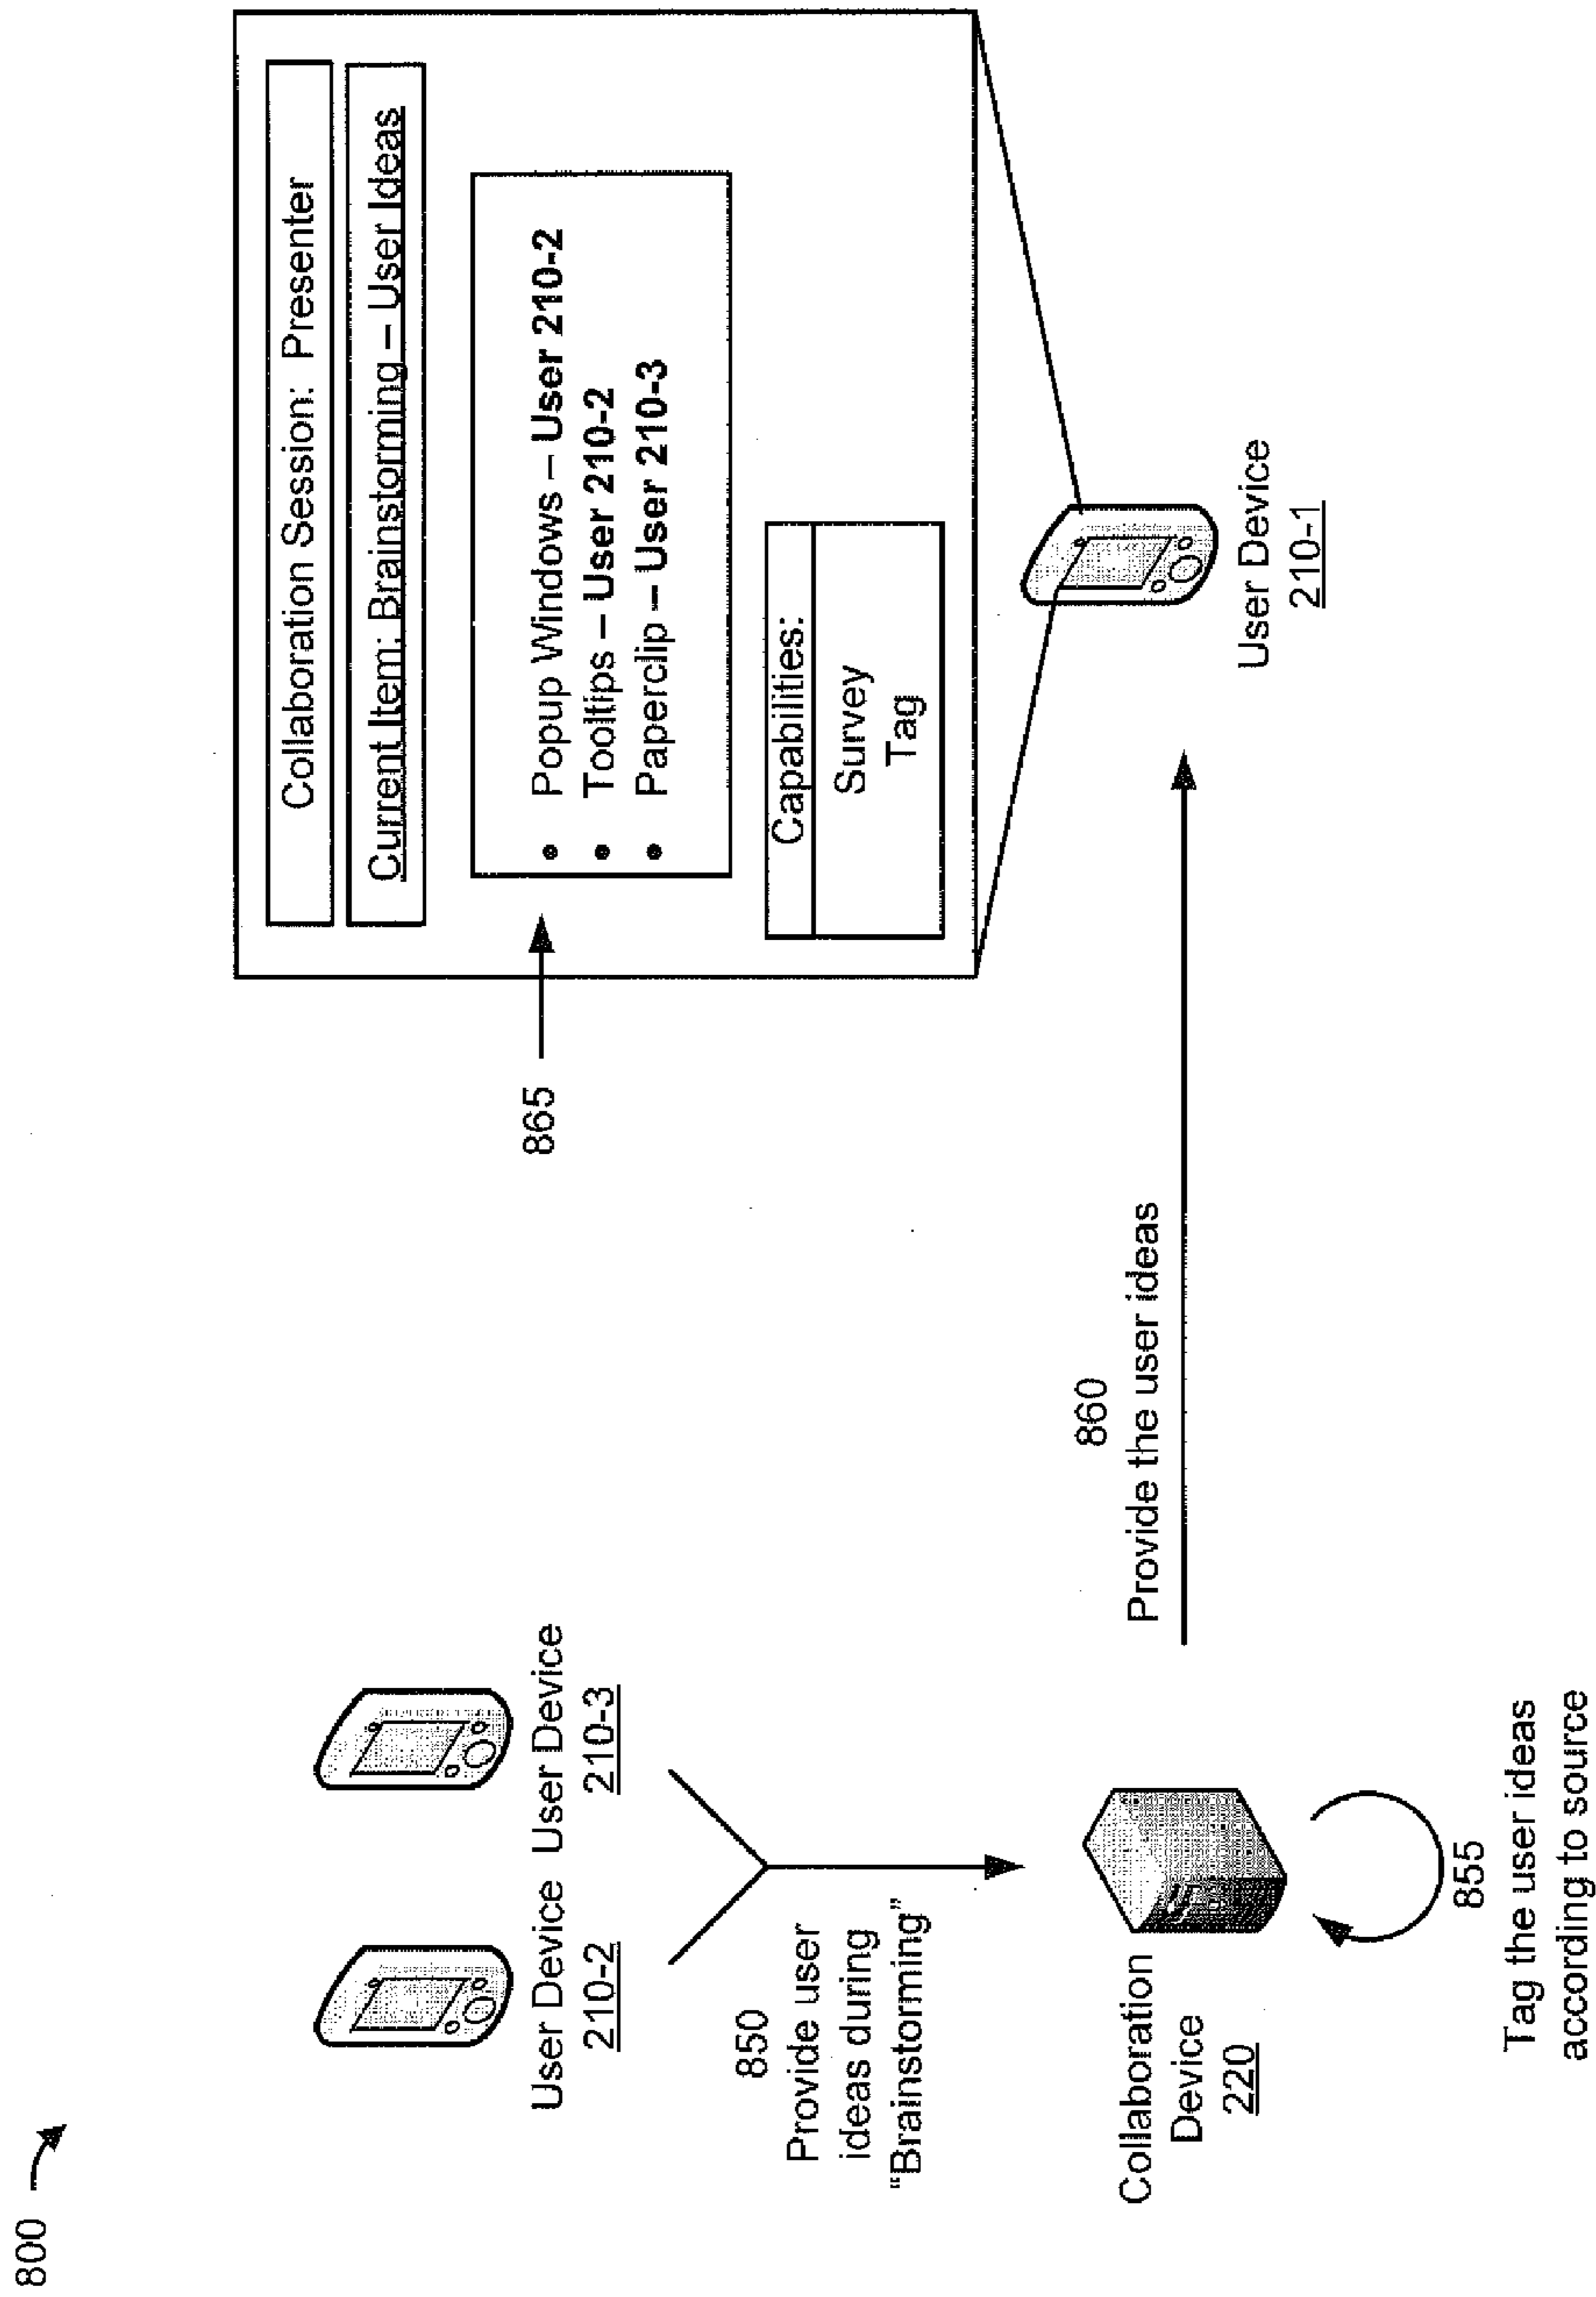 800
User Device
210-2
User Device
210-3
850
Provide user
ideas during
“Brainstorming”
Collaboration
Device
220
855
Tag the user ideas
according to source
860
Provide the user ideas
865
Collaboration Session: Presenter
Current Item: Brainstorming – User Ideas
• Popup Windows – User 210-2
• Tooltips – User 210-2
• Paperclip – User 210-3
Capabilities:
Survey
Tag
User Device
210-1